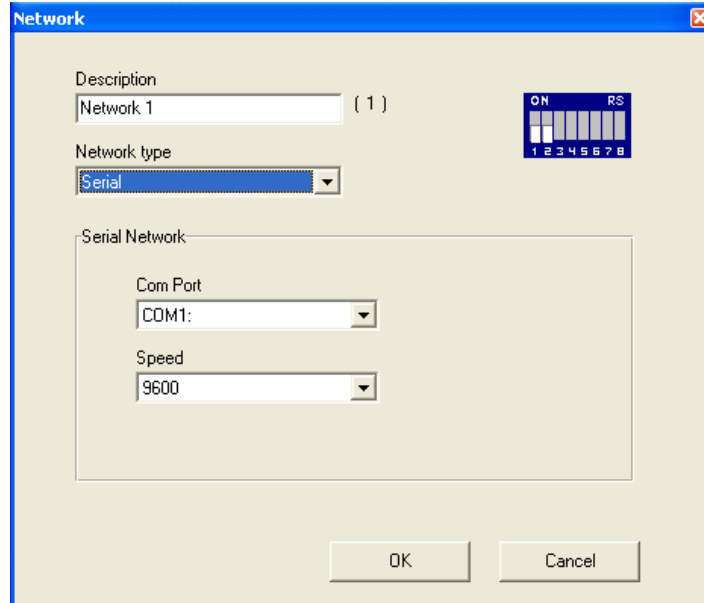 Network
Description
Network 1
( 1 )
ON RS
1 2 3 4 5 6 7 8
Network type
Serial
Serial Network
Com Port
COM1:
Speed
9600
OK
Cancel